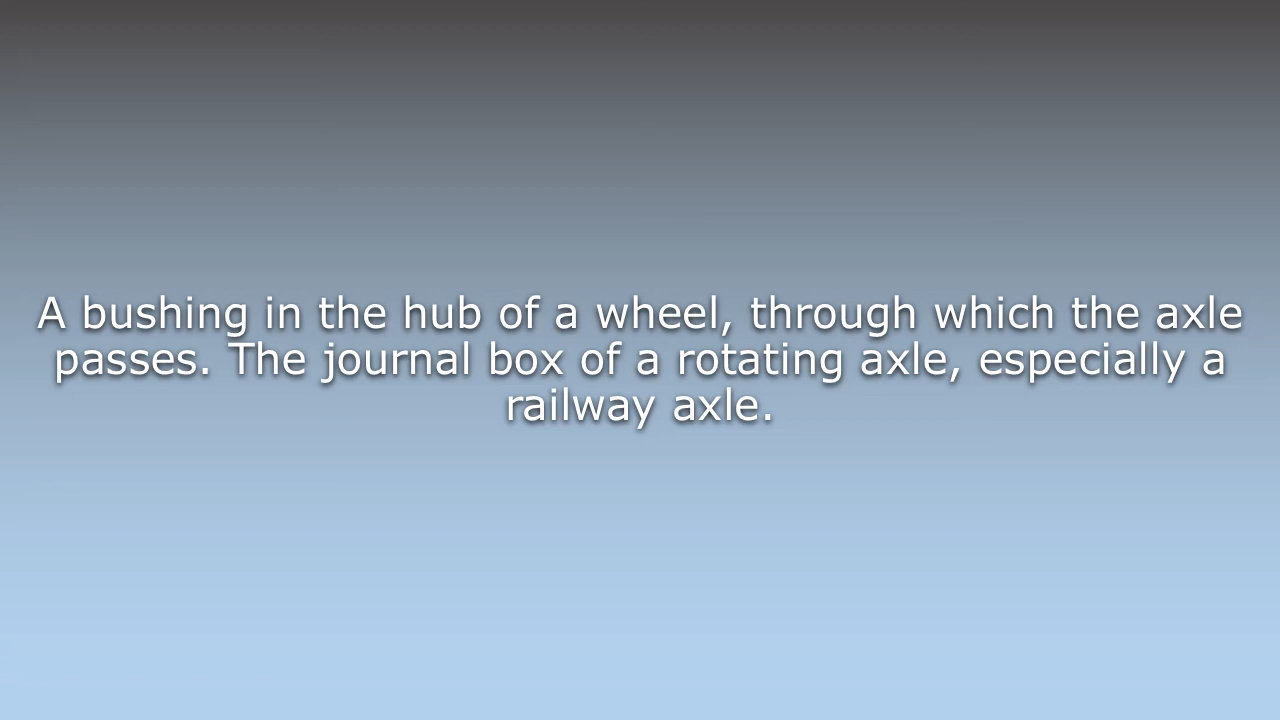 A bushing in the hub of a wheel, through which the axle
passes. The journal box of a rotating axle, especially a
railway axle.